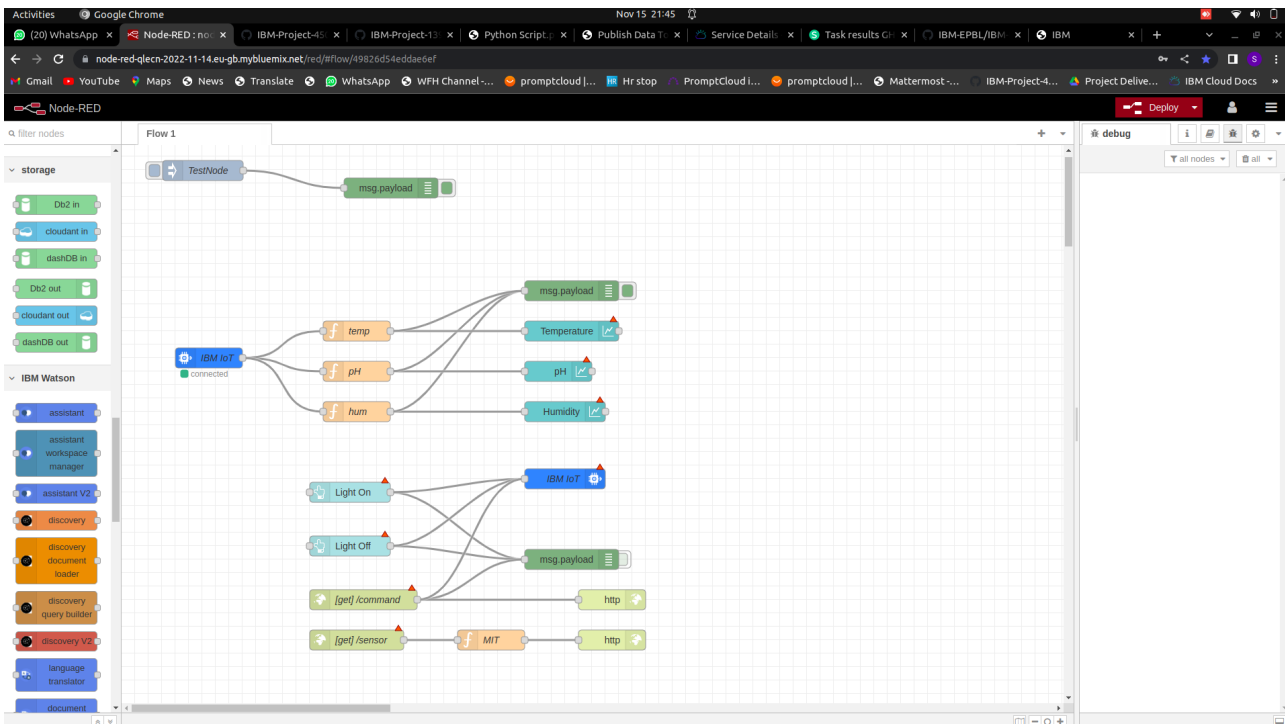 Activities Google Chrome Nov 15 21:45
(20) WhatsApp Node-RED : nod IBM-Project-45 IBM-Project-13 Python Script.p Publish Data To Service Details Task results GH IBM-EPBL/IBM IBM
node-red-qlecn-2022-11-14.eu-gb.mybluemix.net/red/#flow/49826d54eddae6ef
Gmail YouTube Maps News Translate WhatsApp WFH Channel-... promptcloud |... Hr stop PromptCloud i... promptcloud |... Mattermost -... IBM-Project-4... Project Delive... IBM Cloud Docs »
Node-RED Deploy
filter nodes Flow 1 debug
all nodes all
storage
TestNode
msg.payload
Db2 in
cloudant in
dashDB in
Db2 out
cloudant out
dashDB out
msg.payload
temp Temperature
IBM IoT
connected
pH pH
hum Humidity
IBM Watson
assistant
assistant
workspace
manager
assistant V2
discovery
discovery
document
loader
discovery
query builder
discovery V2
language
translator
document
IBM IoT
Light On
Light Off
msg.payload
[get] /command http
[get] /sensor MIT http